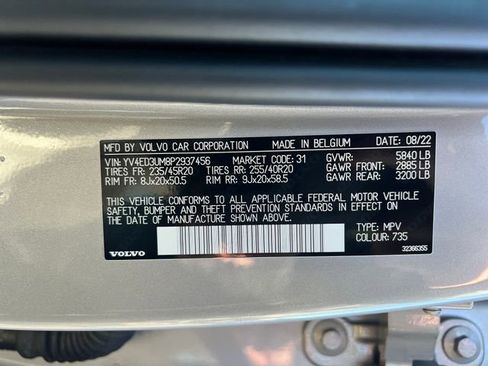 MFD BY VOLVO CAR CORPORATION MADE IN BELGIUM 08/22
VIN: YV4ED3UM8P2937456 MARKET CODE: 31 GVWR: 5840 LB
TIRES FR: 235/45R20 TIRES RR: 255/40R20 GAWR FRONT: 2885 LB
RIM FR: 8Jx20x50.5 RIM RR: 9Jx20x58.5 GAWR REAR: 3200 LB
THIS VEHICLE CONFORMS TO ALL APPLICABLE FEDERAL MOTOR VEHICLE
SAFETY, BUMPER AND THEFT PREVENTION STANDARDS IN EFFECT ON
THE DATE OF MANUFACTURE SHOWN ABOVE.
TYPE: MPV
COLOUR: 735
VOLVO 32366355